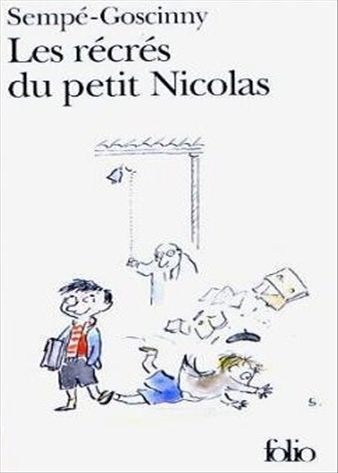 Sempé-Goscinny
Les récrés
du petit Nicolas
S.
folio